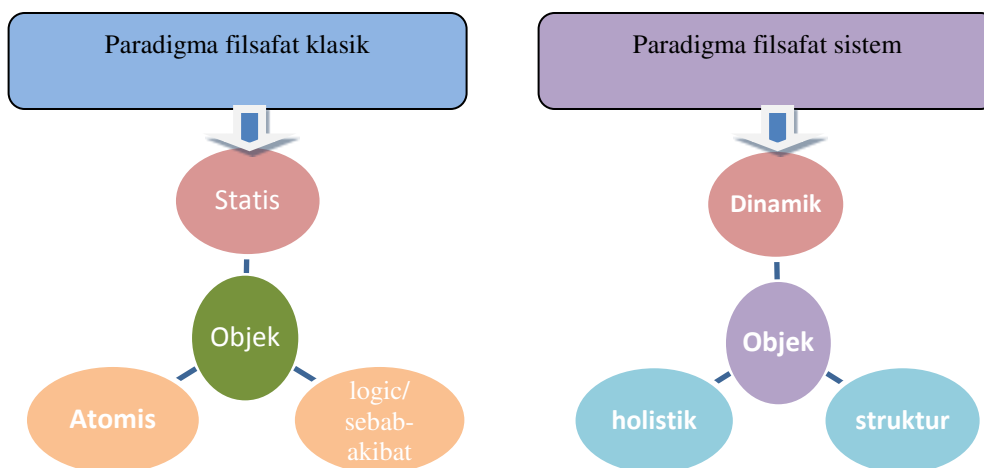 Paradigma filsafat klasik
Statis
Objek
Atomis
logic/
sebab-
akibat
Paradigma filsafat sistem
Dinamik
Objek
holistik
struktur